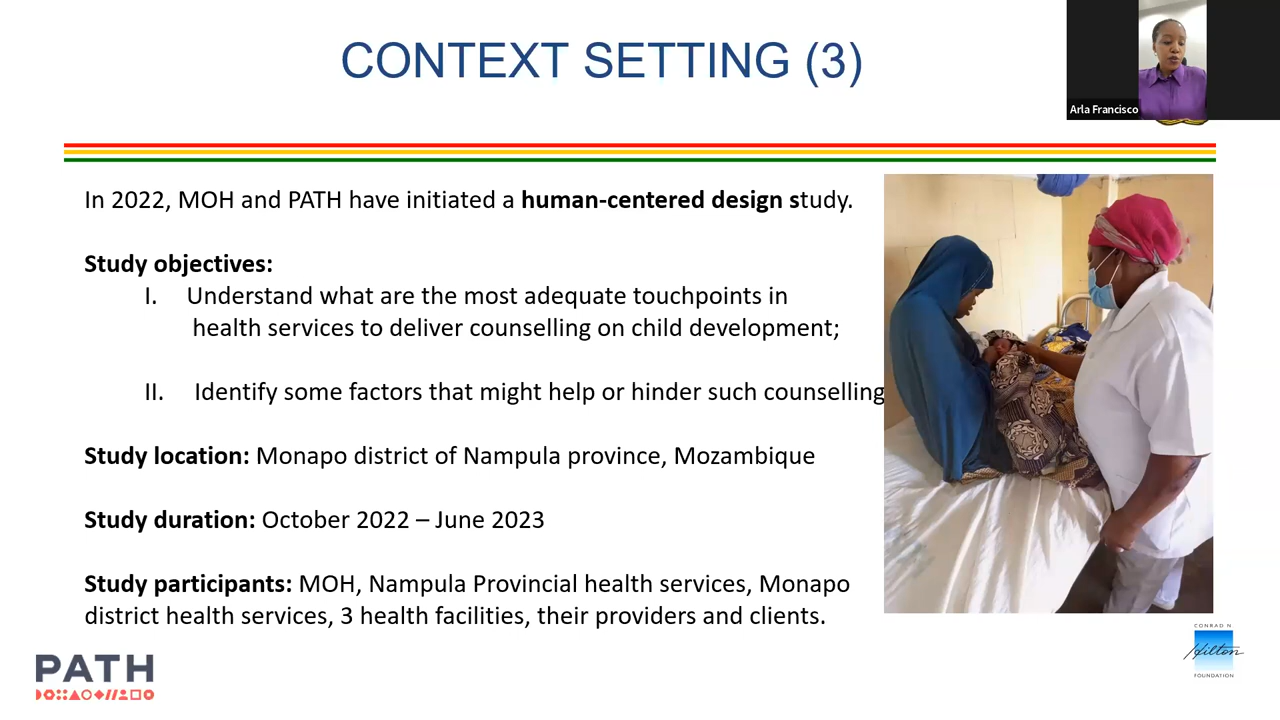 CONTEXT SETTING (3)
Arla Francisco
In 2022, MOH and PATH have initiated a human-centered design study.
Study objectives:
I. Understand what are the most adequate touchpoints in
health services to deliver counselling on child development;
II. Identify some factors that might help or hinder such counselling
Study location: Monapo district of Nampula province, Mozambique
Study duration: October 2022 – June 2023
Study participants: MOH, Nampula Provincial health services, Monapo
district health services, 3 health facilities, their providers and clients.
PATH
CONRAD N
Hilton
FOUNDATION